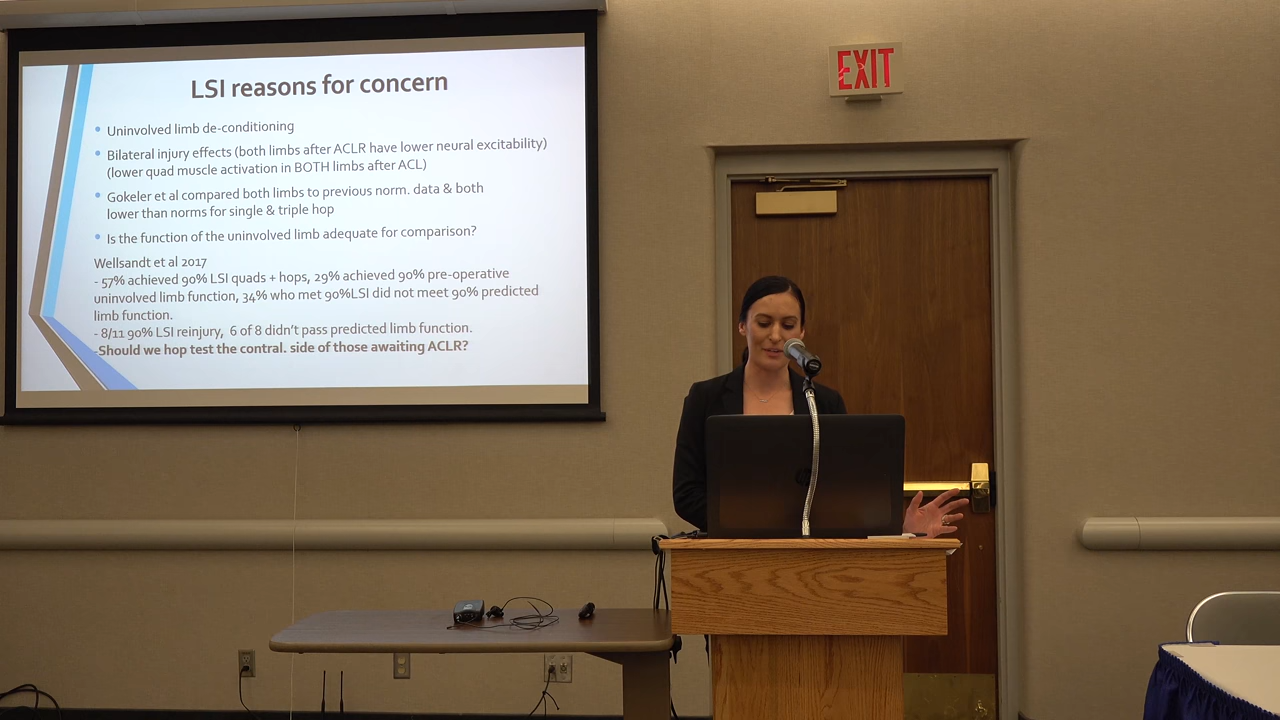 LSI reasons for concern
• Uninvolved limb de-conditioning
• Bilateral injury effects (both limbs after ACLR have lower neural excitability)
(lower quad muscle activation in BOTH limbs after ACL)
• Gokeler et al compared both limbs to previous norm. data & both
lower than norms for single & triple hop
• Is the function of the uninvolved limb adequate for comparison?
Wellsandt et al 2017
- 57% achieved 90% LSI quads + hops, 29% achieved 90% pre-operative
uninvolved limb function, 34% who met 90%LSI did not meet 90% predicted
limb function.
- 8/11 90% LSI reinjury, 6 of 8 didn't pass predicted limb function.
-Should we hop test the contral. side of those awaiting ACLR?
EXIT
hp